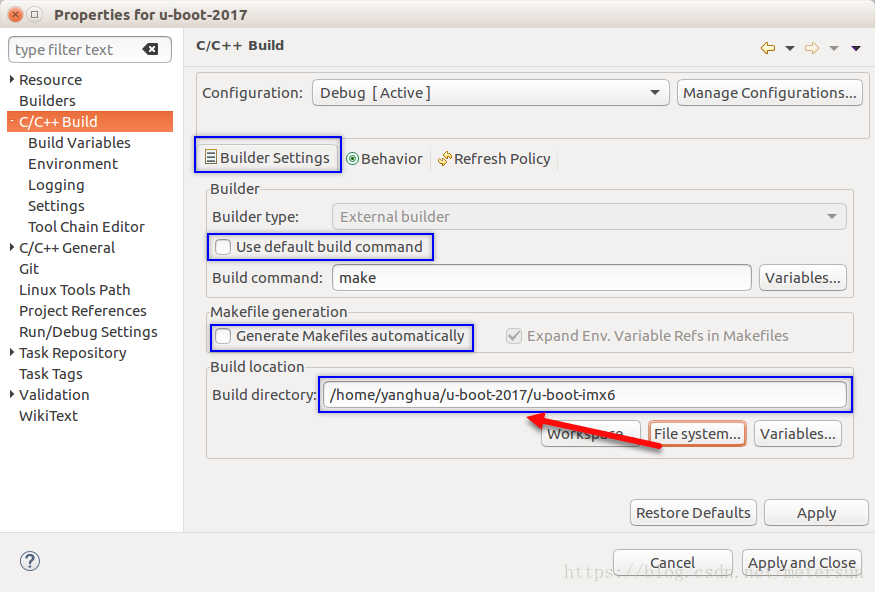 Properties for u-boot-2017
type filter text
Resource
Builders
C/C++ Build
Build Variables
Environment
Logging
Settings
Tool Chain Editor
C/C++ General
Git
Linux Tools Path
Project References
Run/Debug Settings
Task Repository
Task Tags
Validation
WikiText
C/C++ Build
Configuration: Debug [Active] Manage Configurations...
Builder Settings Behavior Refresh Policy
Builder
Builder type: External builder
Use default build command
Build command: make Variables...
Makefile generation
Generate Makefiles automatically Expand Env. Variable Refs in Makefiles
Build location
Build directory: /home/yanghua/u-boot-2017/u-boot-imx6
Workspace... File system... Variables...
Restore Defaults Apply
Cancel Apply and Close
https://blog.csdn.net/metersun